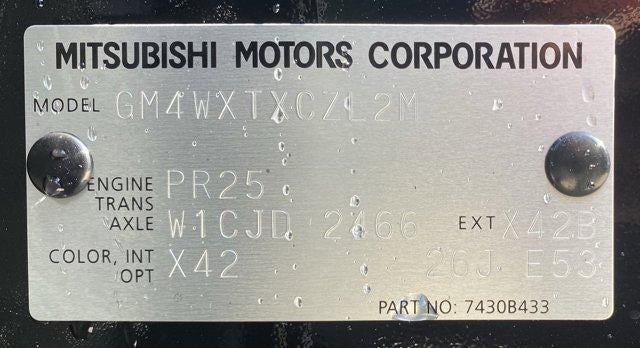 MITSUBISHI MOTORS CORPORATION
MODEL GM4WXTXCZL2M
ENGINE PR25
TRANS
AXLE W1CJD 2466 EXT X42B
COLOR, INT X42 26J E53
OPT
PART NO: 7430B433